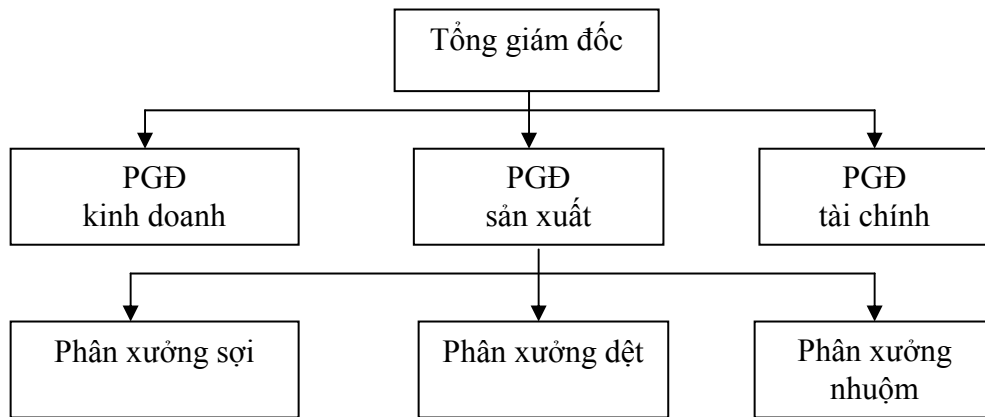 Tổng giám đốc
PGĐ
kinh doanh
PGĐ
sản xuất
PGĐ
tài chính
Phân xưởng sợi
Phân xưởng dệt
Phân xưởng
nhuộm